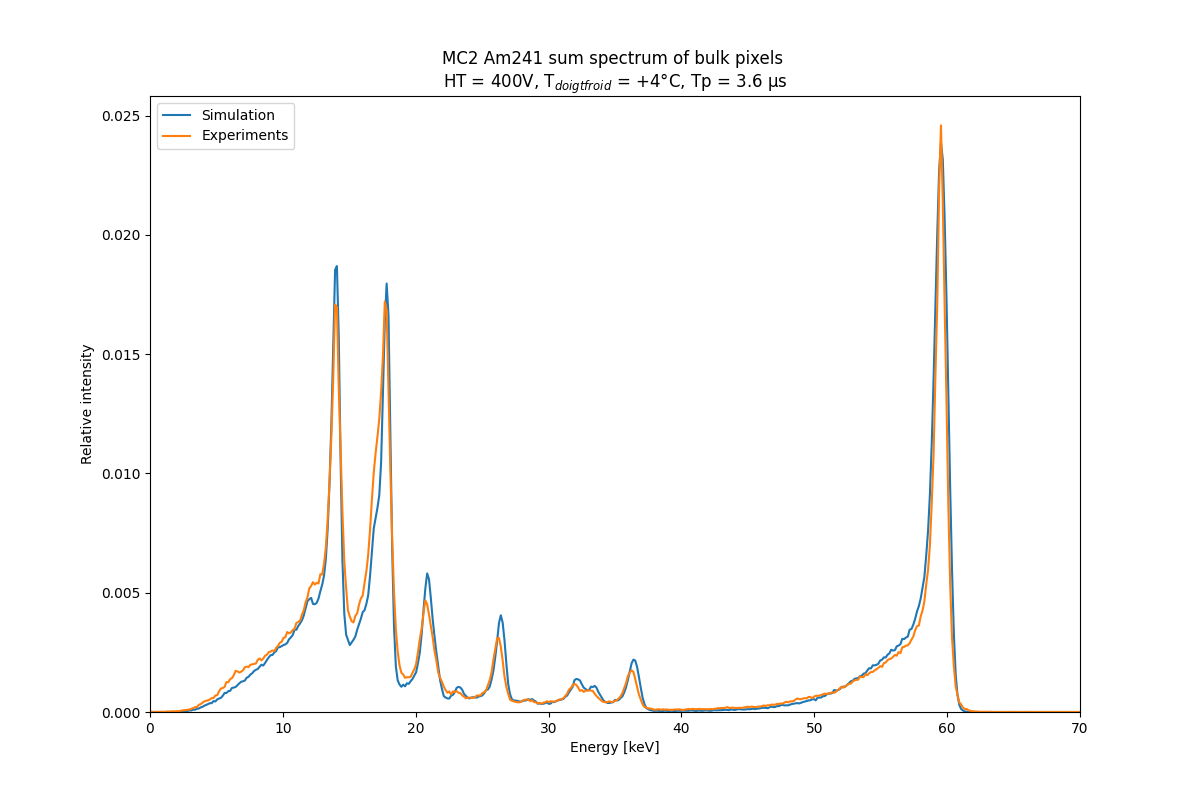 MC2 Am241 sum spectrum of bulk pixels
HT = 400V, T_doigtfroid = +4°C, Tp = 3.6 µs
Simulation
Experiments
Relative intensity
0.025
0.020
0.015
0.010
0.005
0.000
0 10 20 30 40 50 60 70
Energy [keV]